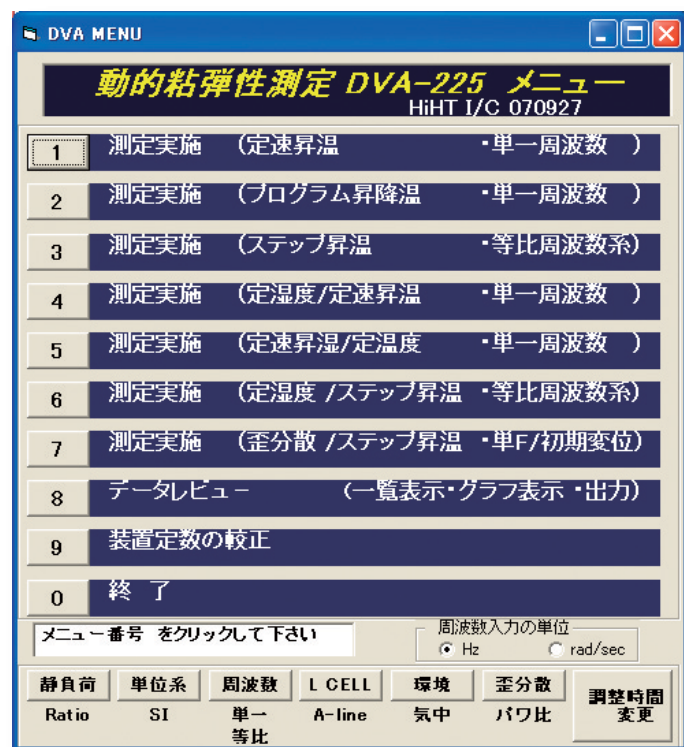 DVA MENU
動的粘弾性測定 DVA-225 メニュー
HiHT I/C 070927
1 測定実施 (定速昇温 ・単一周波数 )
2 測定実施 (プログラム昇降温 ・単一周波数 )
3 測定実施 (ステップ昇温 ・等比周波数系)
4 測定実施 (定湿度/定速昇温 ・単一周波数 )
5 測定実施 (定速昇湿/定温度 ・単一周波数 )
6 測定実施 (定湿度 /ステップ昇温 ・等比周波数系)
7 測定実施 (歪分散 /ステップ昇温 ・単F/初期変位)
8 データレビュー (一覧表示・グラフ表示 ・出力)
9 装置定数の較正
0 終 了
メニュー番号 をクリックして下さい
周波数入力の単位
Hz rad/sec
静負荷 単位系 周波数 L CELL 環境 歪分散 調整時間
Ratio SI 単一 A-line 気中 パワ比 変更
等比